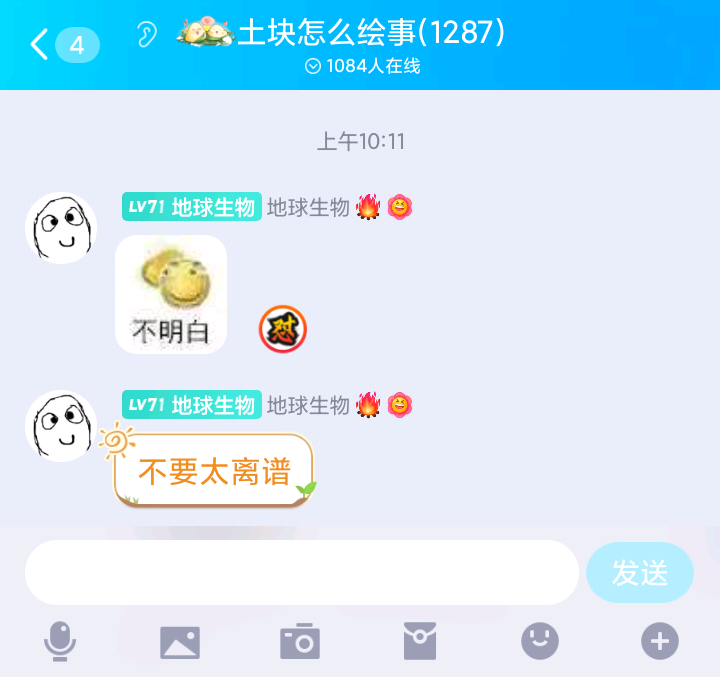 4
土块怎么绘事(1287)
1084人在线
上午10:11
LV71 地球生物 地球生物
不明白
怼
LV71 地球生物 地球生物
不要太离谱
发送